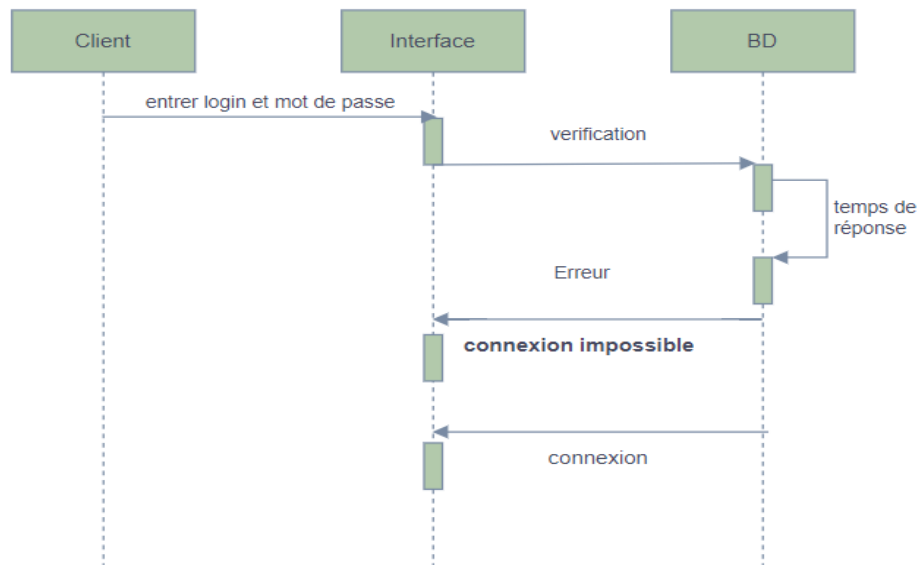 Client
Interface
BD
entrer login et mot de passe
verification
temps de
réponse
Erreur
connexion impossible
connexion